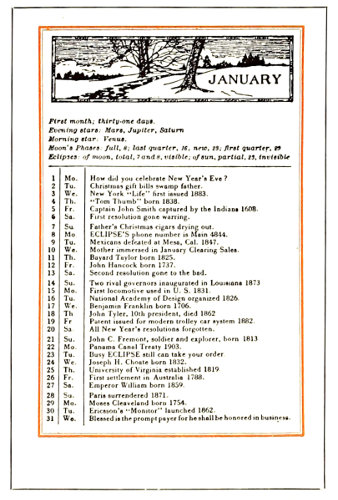 JANUARY
First month; thirty-one days.
Evening stars: Mars, Jupiter, Saturn
Morning star: Venus.
Moon's Phases: full, 8; last quarter, 16, new, 23; first quarter, 29
Eclipses: of moon, total, 7 and 8, visible; of sun, partial, 23, invisible
1 Mo. How did you celebrate New Year's Eve?
2 Tu. Christmas gift bills swamp father.
3 We. New York "Life" first issued 1883.
4 Th. "Tom Thumb" born 1838.
5 Fr. Captain John Smith captured by the Indians 1608.
6 Sa. First resolution gone warring.
7 Su. Father's Christmas cigars drying out.
8 Mo. ECLIPSE'S phone number is Main 4844.
9 Tu. Mexicans defeated at Mesa, Cal. 1847.
10 We. Mother immersed in January Clearing Sales.
11 Th. Bayard Taylor born 1825.
12 Fr. John Hancock born 1737.
13 Sa. Second resolution gone to the bad.
14 Su. Two rival governors inaugurated in Louisiana 1873
15 Mo. First locomotive used in U. S. 1831.
16 Tu. National Academy of Design organized 1826.
17 We. Benjamin Franklin born 1706.
18 Th. John Tyler, 10th president, died 1862
19 Fr. Patent issued for modern trolley car system 1882.
20 Sa. All New Year's resolutions forgotten.
21 Su. John C. Fremont, soldier and explorer, born 1813
22 Mo. Panama Canal Treaty 1903.
23 Tu. Busy ECLIPSE still can take your order.
24 We. Joseph H. Choate born 1832.
25 Th. University of Virginia established 1819.
26 Fr. First settlement in Australia 1788.
27 Sa. Emperor William born 1859.
28 Su. Paris surrendered 1871.
29 Mo. Moses Cleaveland born 1754.
30 Tu. Ericsson's "Monitor" launched 1862.
31 We. Blessed is the prompt payer for he shall be honored in business.